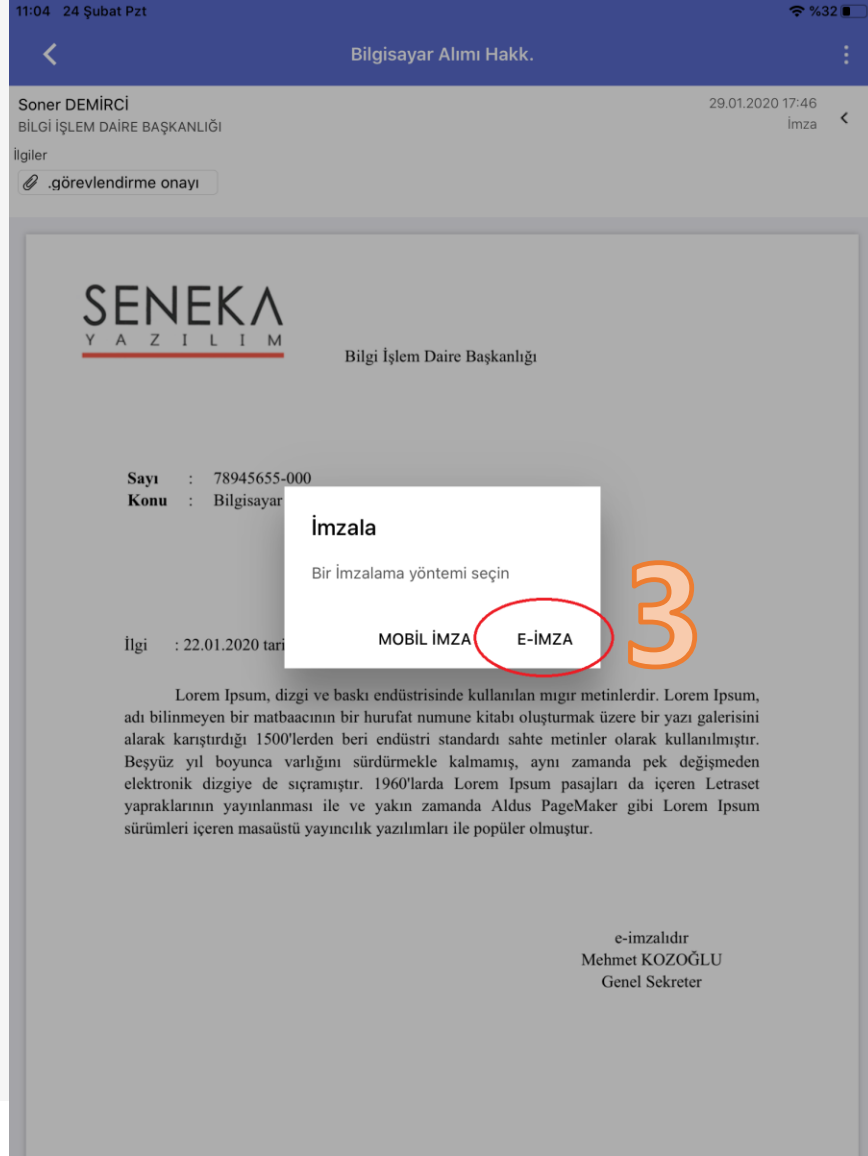 11:04 24 Şubat Pzt %32
Bilgisayar Alımı Hakk.
Soner DEMİRCİ 29.01.2020 17:46
BİLGİ İŞLEM DAİRE BAŞKANLIĞI İmza
İlgiler
.görevlendirme onayı
SENEKA
YAZILIM
Bilgi İşlem Daire Başkanlığı
Sayı : 78945655-000
Konu : Bilgisayar
İmzala
Bir İmzalama yöntemi seçin
MOBİL İMZA E-İMZA
3
İlgi : 22.01.2020 tari
Lorem Ipsum, dizgi ve baskı endüstrisinde kullanılan mıgır metinlerdir. Lorem Ipsum,
adı bilinmeyen bir matbaacının bir hurufat numune kitabı oluşturmak üzere bir yazı galerisini
alarak karıştırdığı 1500'lerden beri endüstri standardı sahte metinler olarak kullanılmıştır.
Beşyüz yıl boyunca varlığını sürdürmekle kalmamış, aynı zamanda pek değişmeden
elektronik dizgiye de sıçramıştır. 1960'larda Lorem Ipsum pasajları da içeren Letraset
yapraklarının yayınlanması ile ve yakın zamanda Aldus PageMaker gibi Lorem Ipsum
sürümleri içeren masaüstü yayıncılık yazılımları ile popüler olmuştur.
e-imzalıdır
Mehmet KOZOĞLU
Genel Sekreter